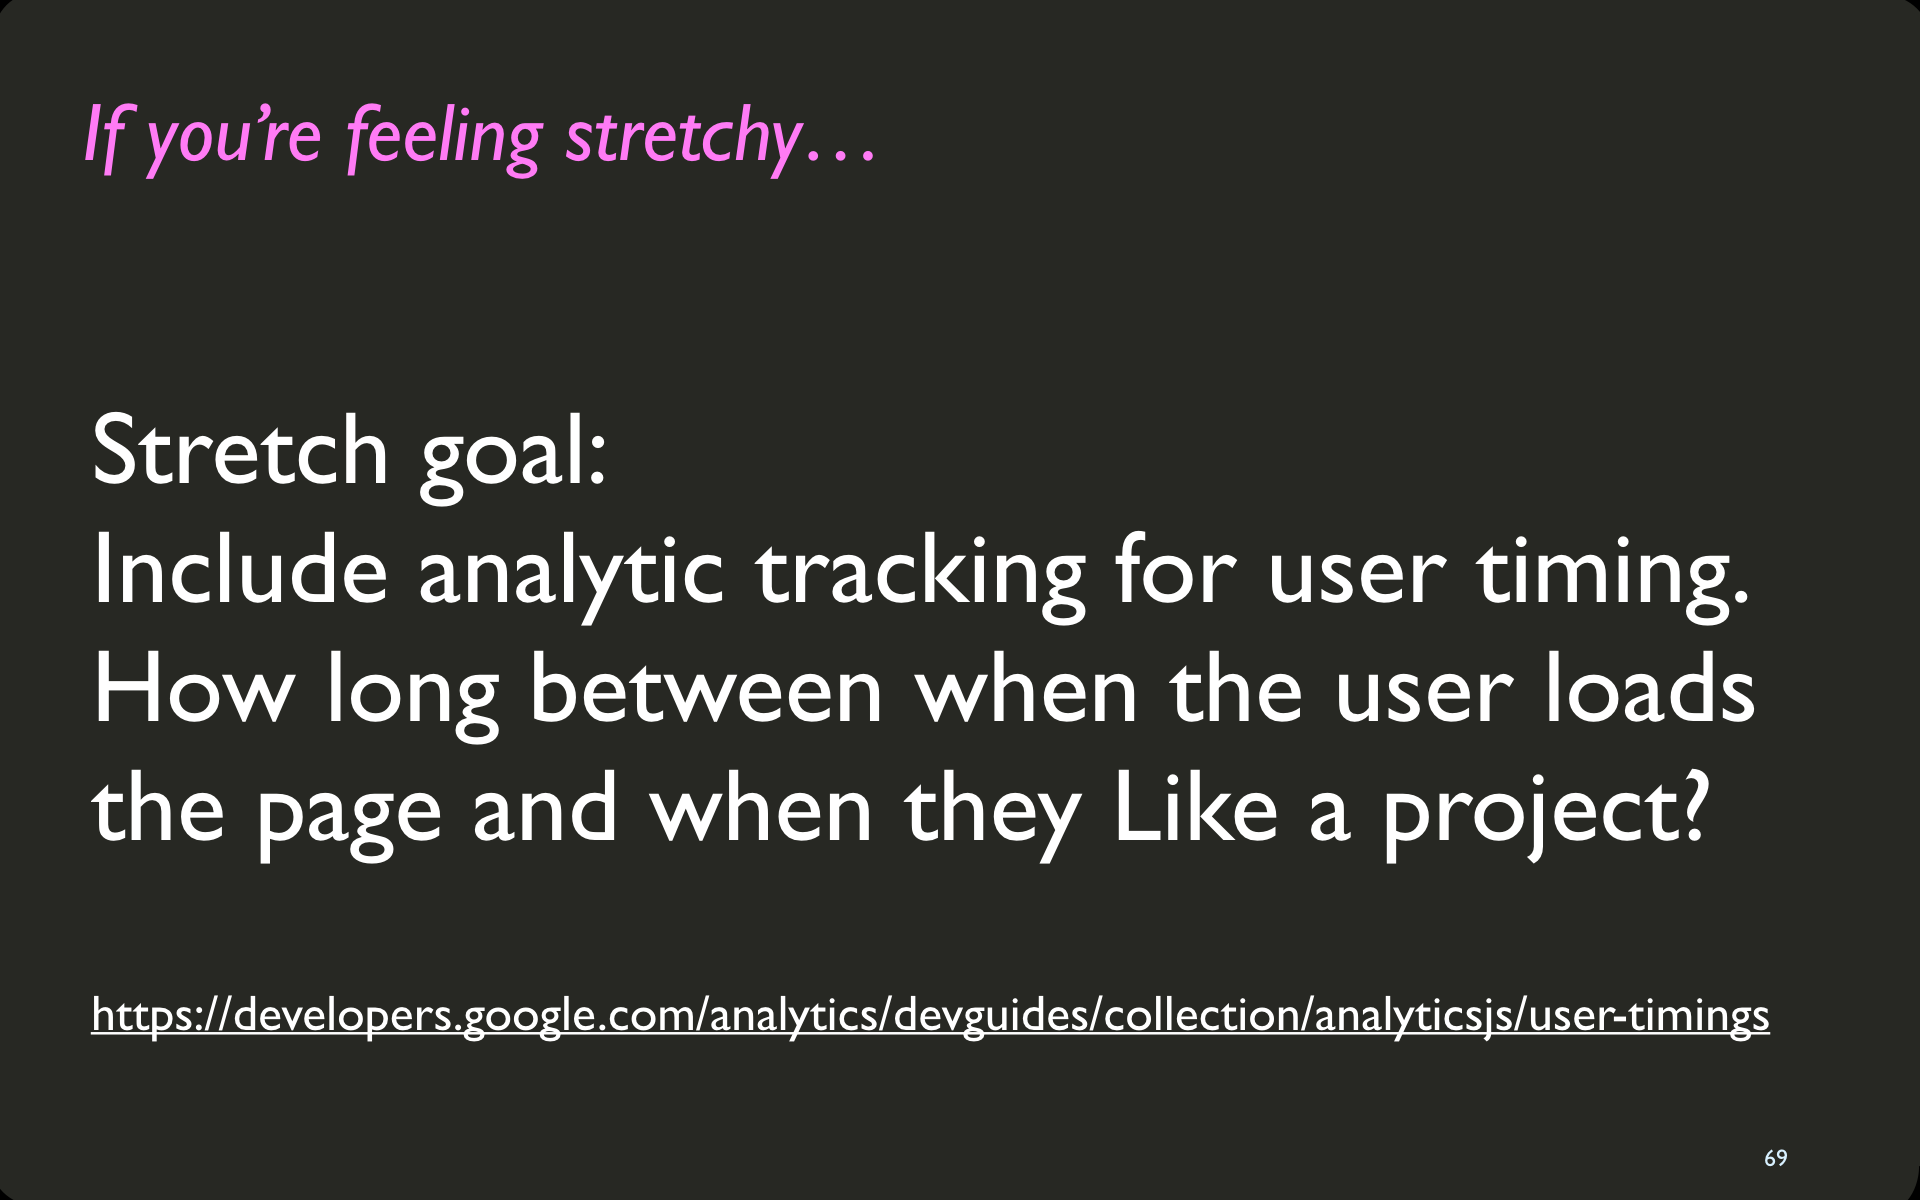 If you’re feeling stretchy…
Stretch goal:
Include analytic tracking for user timing.
How long between when the user loads
the page and when they Like a project?
https://developers.google.com/analytics/devguides/collection/analyticsjs/user-timings
69